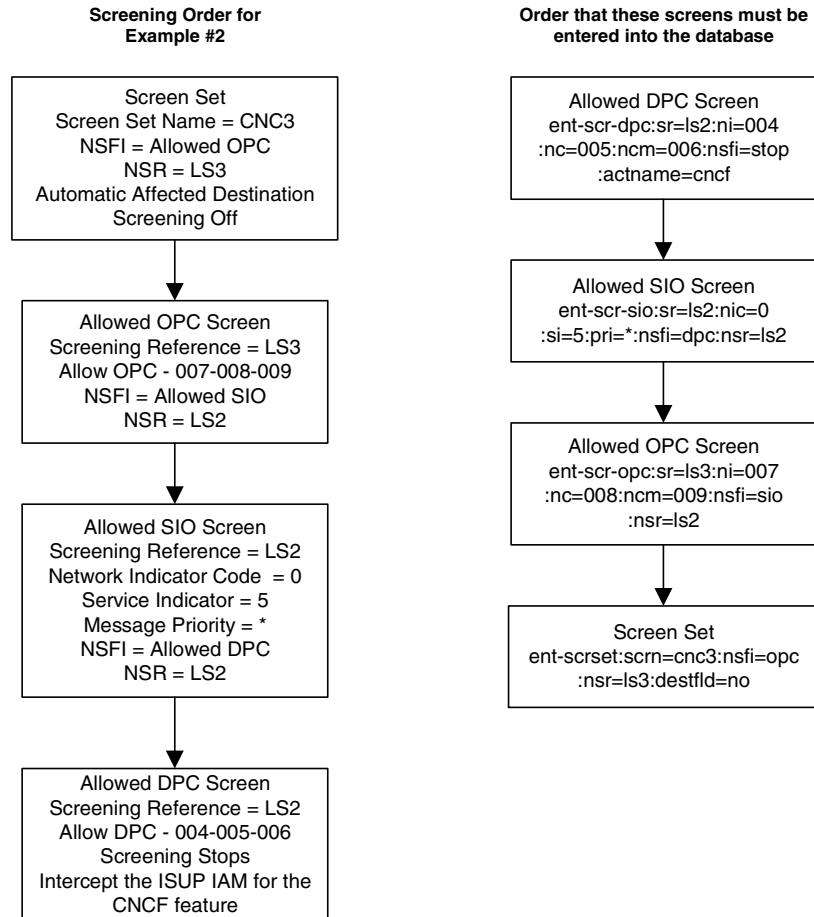 Screening Order for
Example #2
Screen Set
Screen Set Name = CNC3
NSFI = Allowed OPC
NSR = LS3
Automatic Affected Destination
Screening Off
Allowed OPC Screen
Screening Reference = LS3
Allow OPC - 007-008-009
NSFI = Allowed SIO
NSR = LS2
Allowed SIO Screen
Screening Reference = LS2
Network Indicator Code  = 0
Service Indicator = 5
Message Priority = *
NSFI = Allowed DPC
NSR = LS2
Allowed DPC Screen
Screening Reference = LS2
Allow DPC - 004-005-006
Screening Stops
Intercept the ISUP IAM for the
CNCF feature
Order that these screens must be
entered into the database
Allowed DPC Screen
ent-scr-dpc:sr=ls2:ni=004
:nc=005:ncm=006:nsfi=stop
:actname=cncf
Allowed SIO Screen
ent-scr-sio:sr=ls2:nic=0
:si=5:pri=*:nsfi=dpc:nsr=ls2
Allowed OPC Screen
ent-scr-opc:sr=ls3:ni=007
:nc=008:ncm=009:nsfi=sio
:nsr=ls2
Screen Set
ent-scrset:scrn=cnc3:nsfi=opc
:nsr=ls3:destfld=no